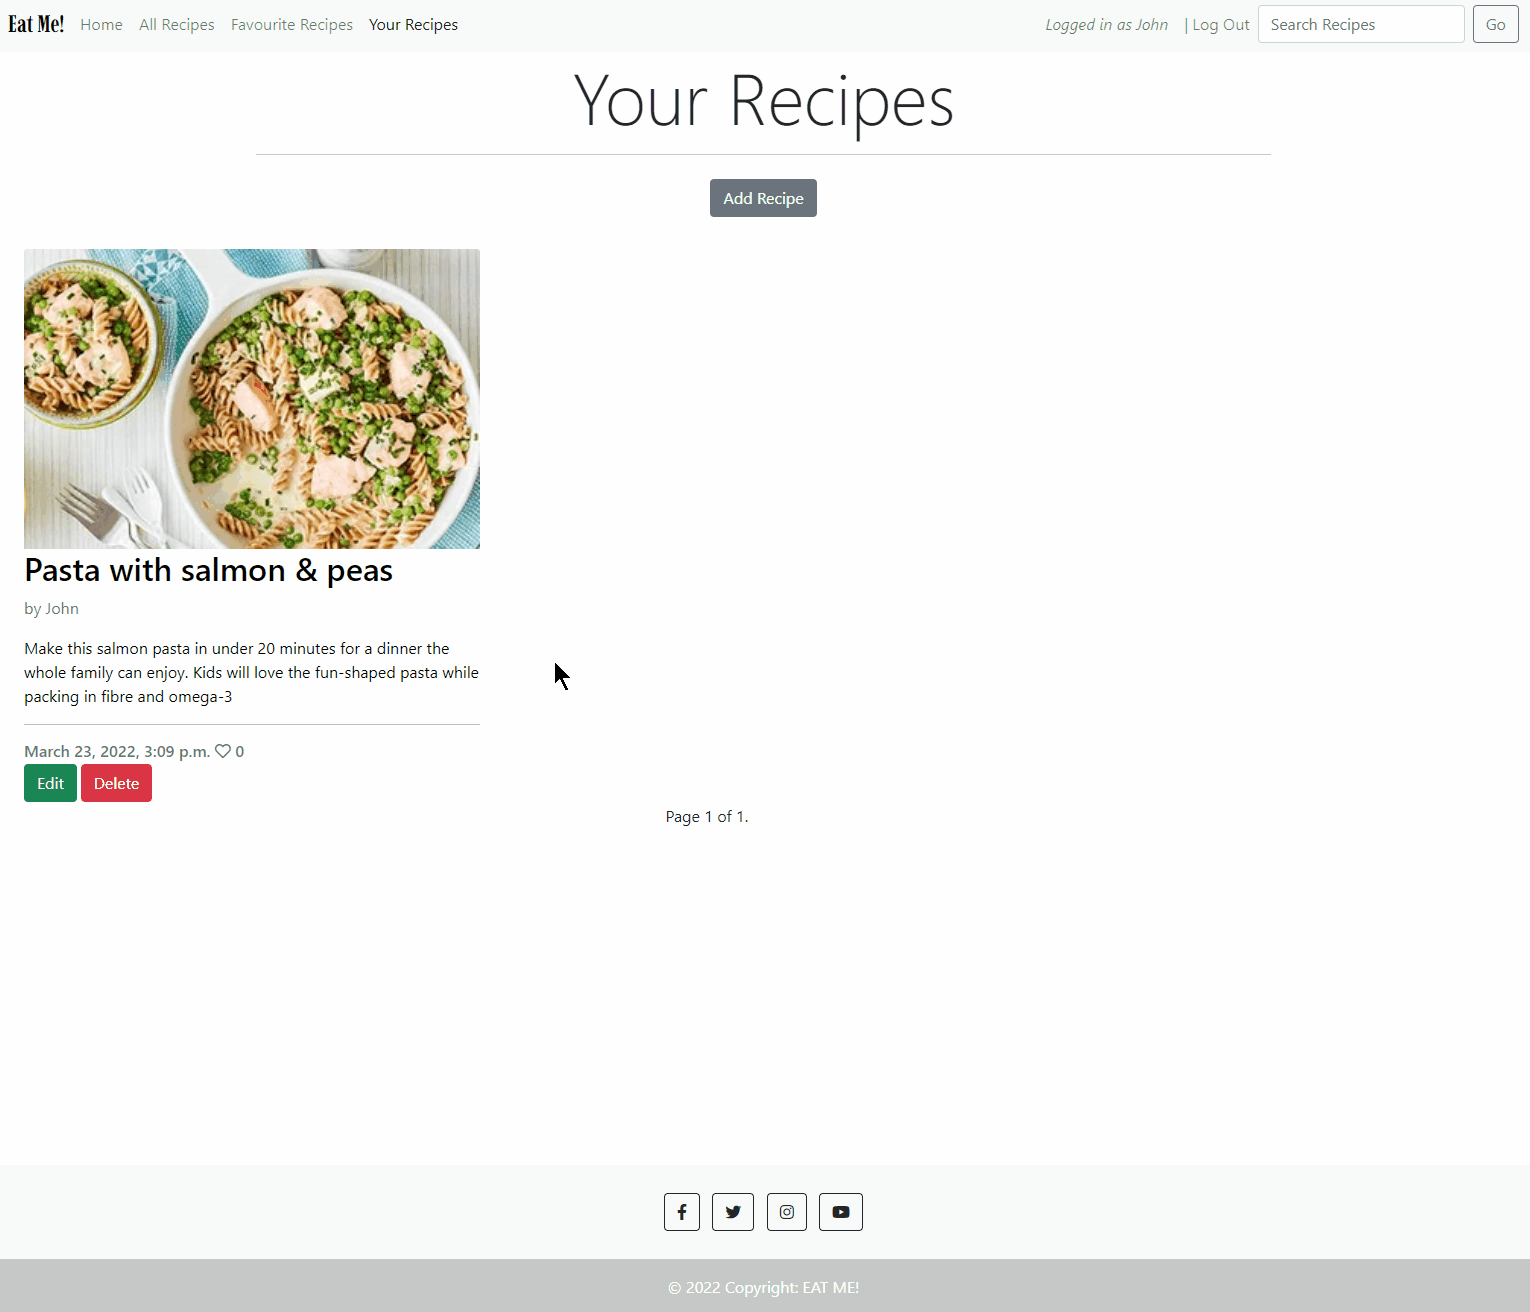 Eat Me! Home All Recipes Favourite Recipes Your Recipes Logged in as John | Log Out Search Recipes Go
Your Recipes
Add Recipe
Pasta with salmon & peas
by John
Make this salmon pasta in under 20 minutes for a dinner the
whole family can enjoy. Kids will love the fun-shaped pasta while
packing in fibre and omega-3
March 23, 2022, 3:09 p.m. 0
Edit Delete
Page 1 of 1.
© 2022 Copyright: EAT ME!